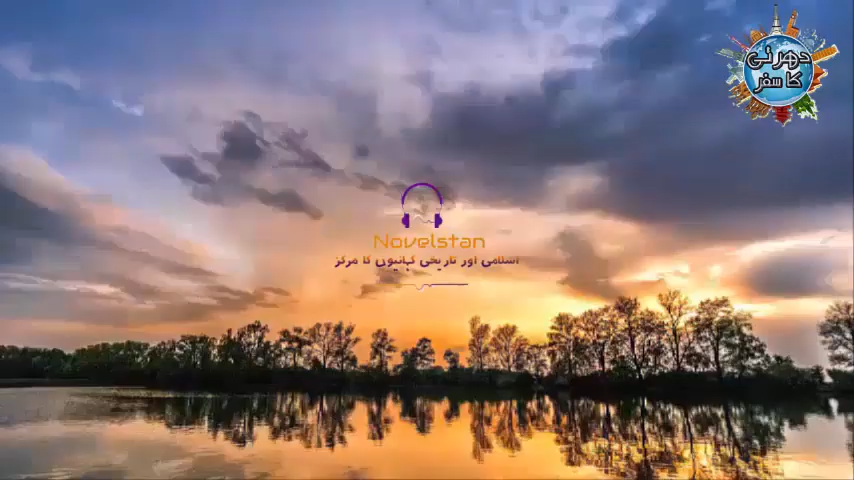 دھرتی
کا سفر
Novelstan
اسلامی اور تاریخی کہانیوں کا مرکز